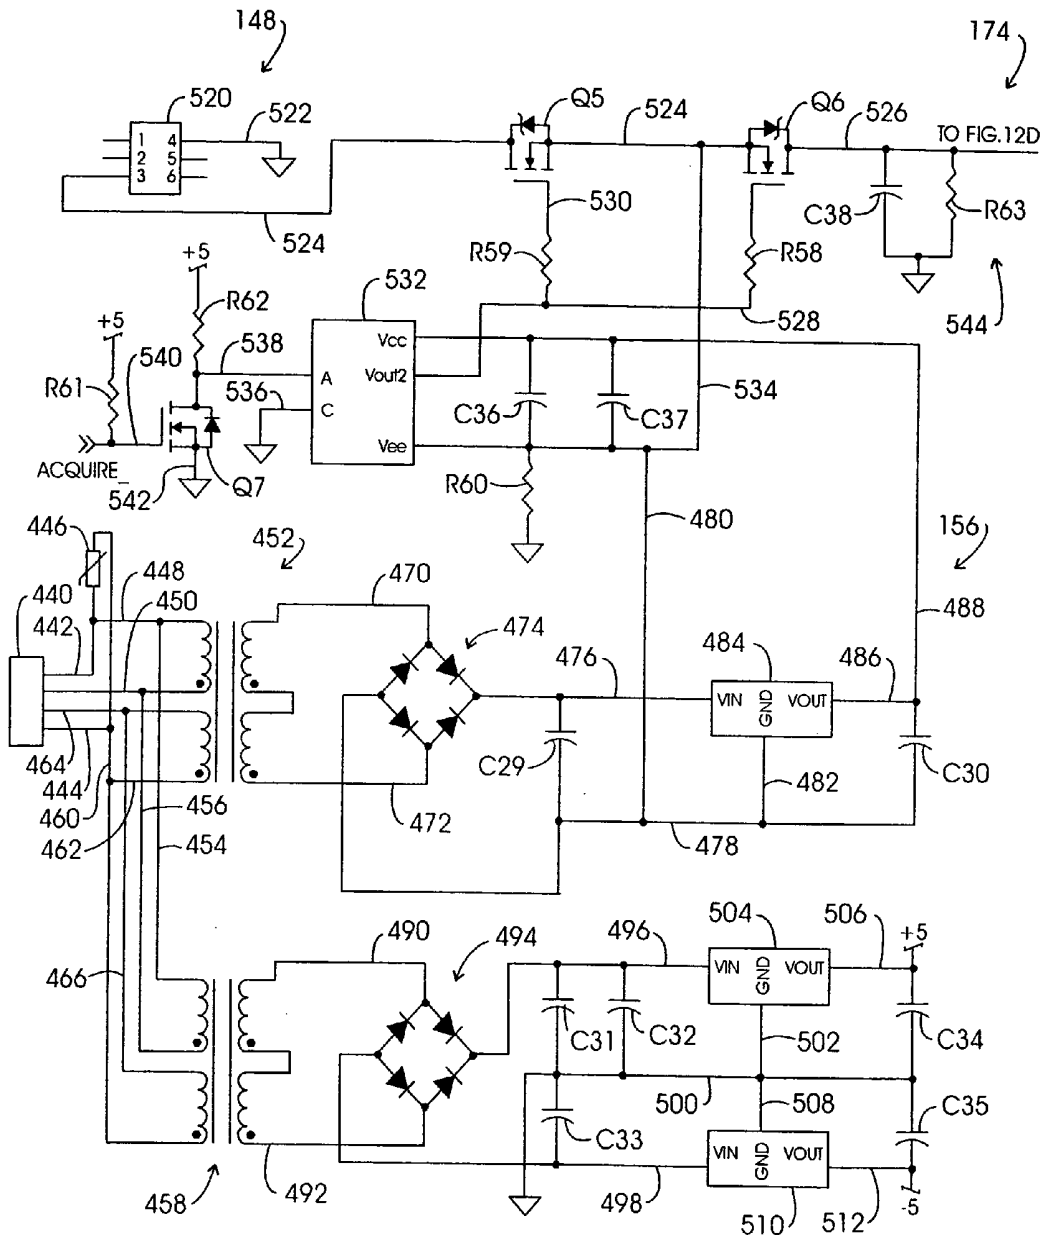 148
174
520
522
Q5
524
Q6
526
TO FIG.12D
1 4
2 5
3 6
524
530
C38
R63
+5
R59
R58
R62
532
528
544
+5
540
538
Vcc
Vout2
534
R61
536
A
C
C36
C37
Vee
ACQUIRE_
542
Q7
R60
480
446
452
156
440
448
470
442
450
474
476
484
486
488
VIN
GND
VOUT
464
444
460
462
456
454
472
C29
482
C30
478
490
494
496
504
506
+5
466
VIN
GND
VOUT
C31
C32
C34
502
500
508
C35
C33
VIN
GND
VOUT
458
492
498
510
512
-5